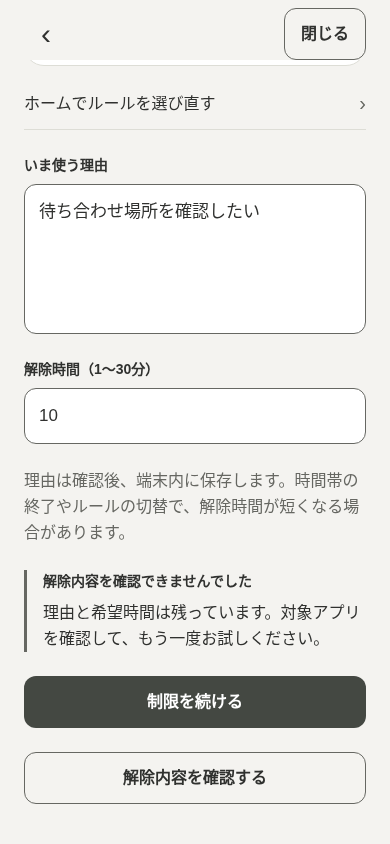 ‹
閉じる
ホームでルールを選び直す ›
いま使う理由
待ち合わせ場所を確認したい
解除時間（1〜30分）
10
理由は確認後、端末内に保存します。時間帯の
終了やルールの切替で、解除時間が短くなる場
合があります。
解除内容を確認できませんでした
理由と希望時間は残っています。対象アプリ
を確認して、もう一度お試しください。
制限を続ける
解除内容を確認する